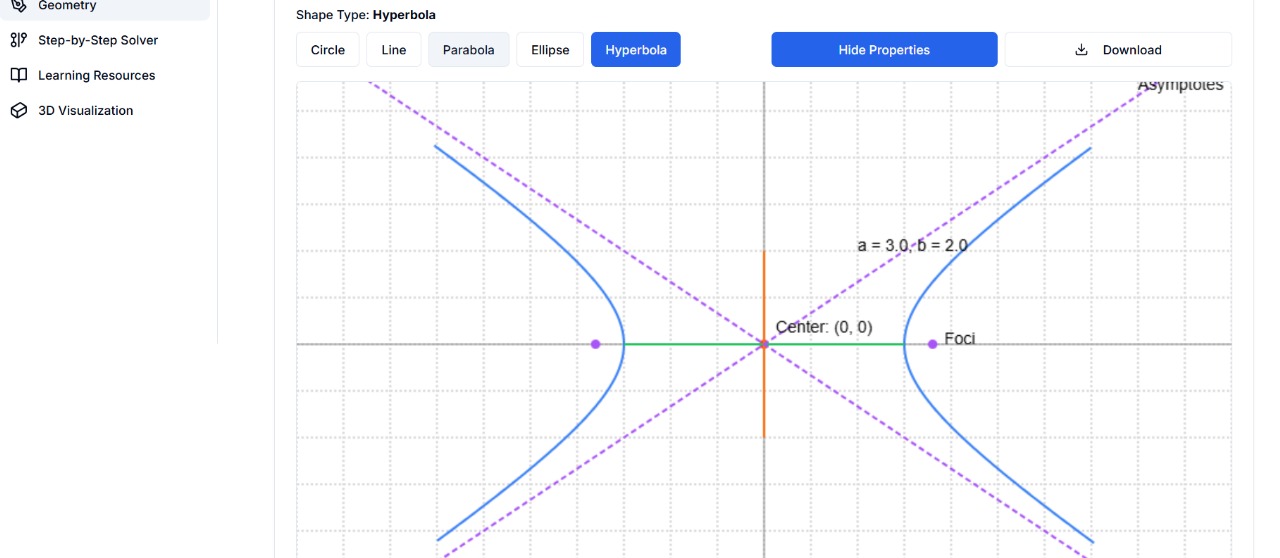 Geometry
Step-by-Step Solver
Learning Resources
3D Visualization
Shape Type: Hyperbola
Circle
Line
Parabola
Ellipse
Hyperbola
Hide Properties
Download
Asymptotes
a = 3.0, b = 2.0
Center: (0, 0)
Foci